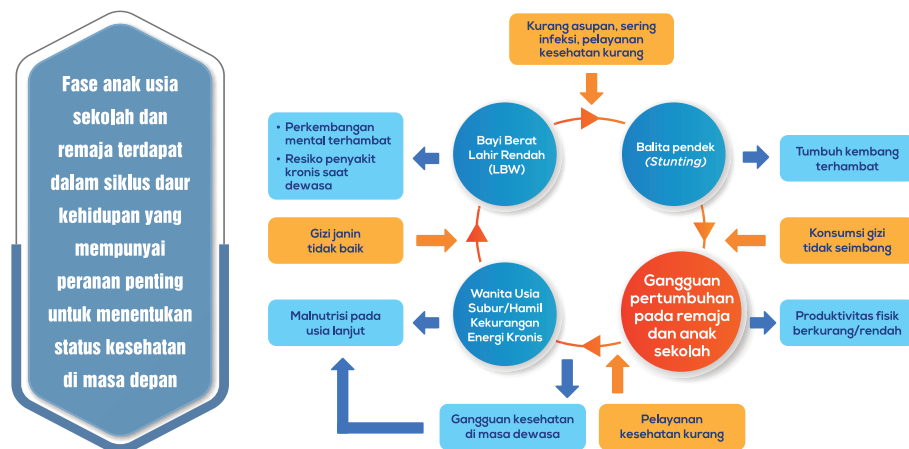 Fase anak usia
sekolah dan
remaja terdapat
dalam siklus daur
kehidupan yang
mempunyai
peranan penting
untuk menentukan
status kesehatan
di masa depan
Kurang asupan, sering
infeksi, pelayanan
kesehatan kurang
• Perkembangan
mental terhambat
• Resiko penyakit
kronis saat
dewasa
Bayi Berat
Lahir Rendah
(LBW)
Balita pendek
(Stunting)
Tumbuh kembang
terhambat
Gizi janin
tidak baik
Konsumsi gizi
tidak seimbang
Malnutrisi pada
usia lanjut
Wanita Usia
Subur/Hamil
Kekurangan
Energi Kronis
Gangguan
pertumbuhan
pada remaja
dan anak
sekolah
Produktivitas fisik
berkurang/rendah
Gangguan kesehatan
di masa dewasa
Pelayanan
kesehatan kurang